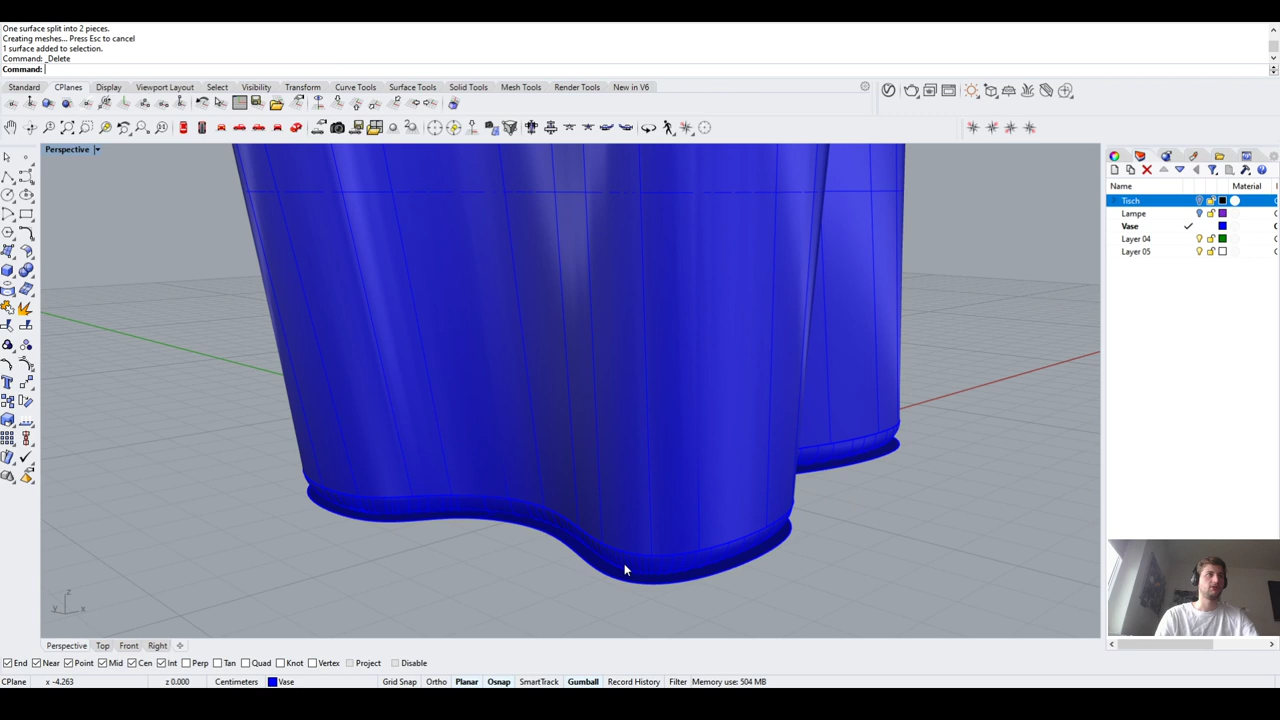 One surface split into 2 pieces.
Creating meshes... Press Esc to cancel
1 surface added to selection.
Command: _Delete
Command:
Standard CPlanes Display Viewport Layout Select Visibility Transform Curve Tools Surface Tools Solid Tools Mesh Tools Render Tools New in V6
Perspective
Name Material
Tisch
Lampe
Vase
Layer 04
Layer 05
z
y x
Perspective Top Front Right
End Near Point Mid Cen Int Perp Tan Quad Knot Vertex Project Disable
CPlane x -4.263 z 0.000 Centimeters Vase Grid Snap Ortho Planar Osnap SmartTrack Gumball Record History Filter Memory use: 504 MB